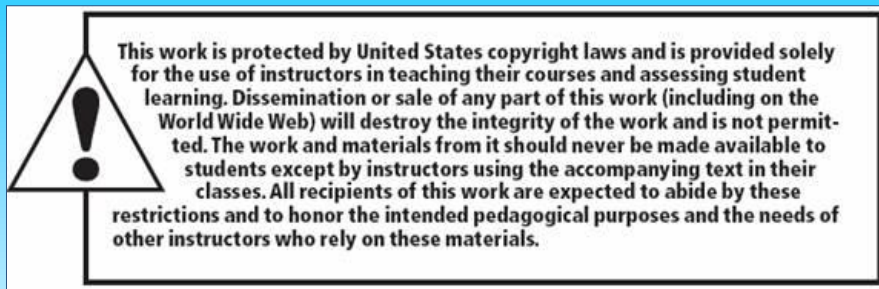 This work is protected by United States copyright laws and is provided solely
for the use of instructors in teaching their courses and assessing student
learning. Dissemination or sale of any part of this work (including on the
World Wide Web) will destroy the integrity of the work and is not permit-
ted. The work and materials from it should never be made available to
students except by instructors using the accompanying text in their
classes. All recipients of this work are expected to abide by these
restrictions and to honor the intended pedagogical purposes and the needs of
other instructors who rely on these materials.